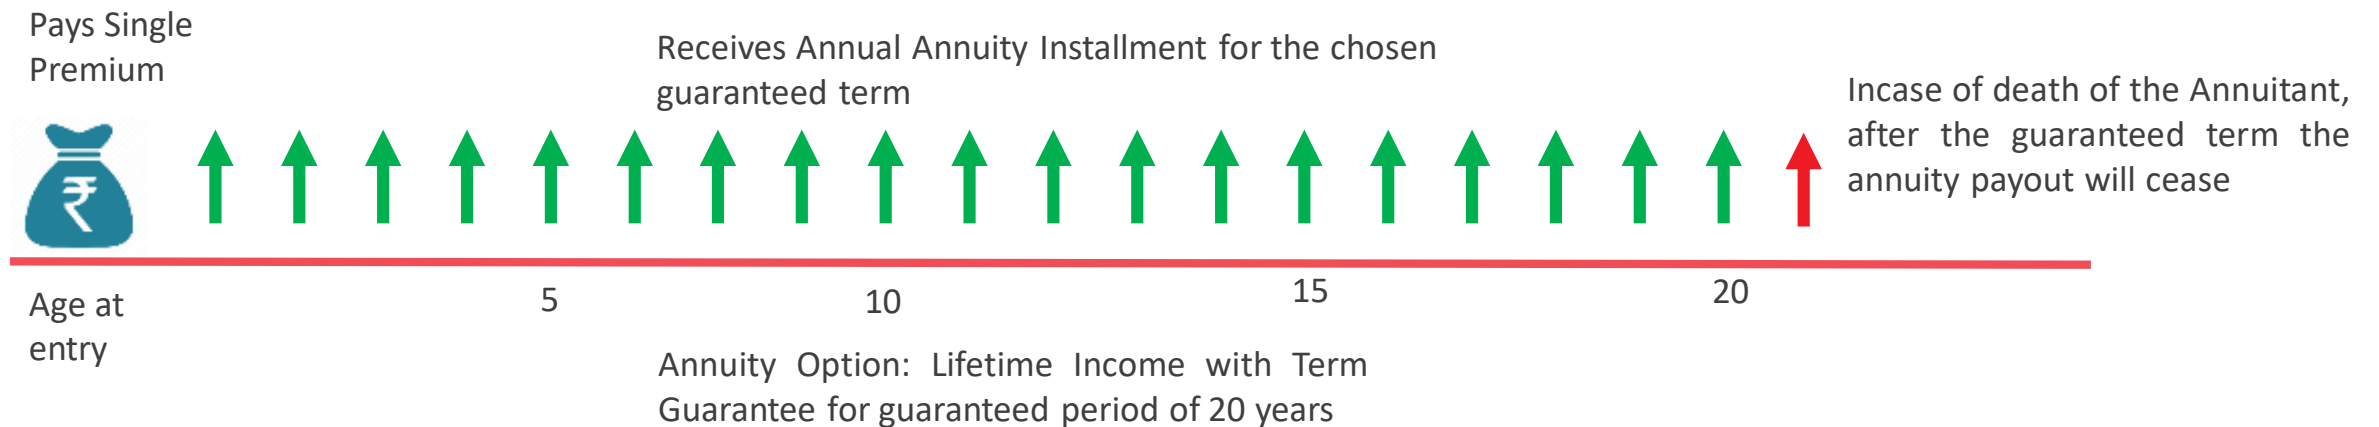 Pays Single
Premium
Receives Annual Annuity Installment for the chosen
guaranteed term
Incase of death of the Annuitant,
after the guaranteed term the
annuity payout will cease
₹
Age at
entry
5
10
15
20
Annuity Option: Lifetime Income with Term
Guarantee for guaranteed period of 20 years